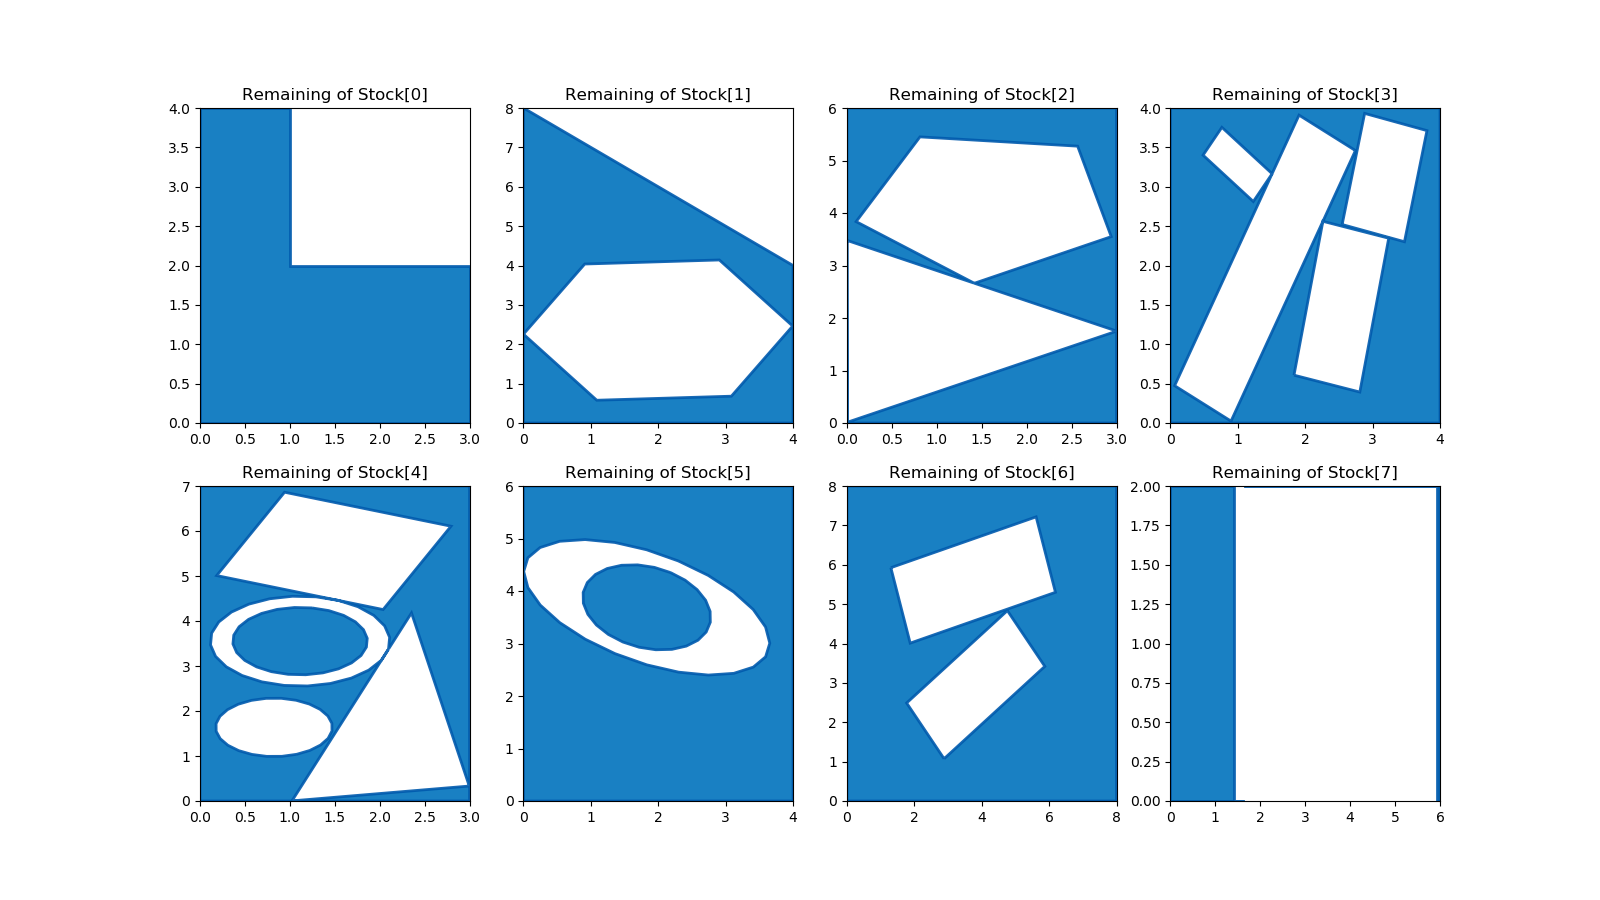 Remaining of Stock[0] Remaining of Stock[1] Remaining of Stock[2] Remaining of Stock[3]
4.0 8 6 4.0
3.5 7 5 3.5
3.0 6 4 3.0
2.5 5 3 2.5
2.0 4 2 2.0
1.5 3 1 1.5
1.0 2 0 1.0
0.5 1 0.5
0.0 0 0.0
0.0 0.5 1.0 1.5 2.0 2.5 3.0 0 1 2 3 4 0.0 0.5 1.0 1.5 2.0 2.5 3.0 0 1 2 3 4
Remaining of Stock[4] Remaining of Stock[5] Remaining of Stock[6] Remaining of Stock[7]
7 6 8 2.00
6 5 7 1.75
5 4 6 1.50
4 3 5 1.25
3 2 4 1.00
2 1 3 0.75
1 0 2 0.50
0 1 0.25
0 0.00
0.0 0.5 1.0 1.5 2.0 2.5 3.0 0 1 2 3 4 0 2 4 6 8 0 1 2 3 4 5 6